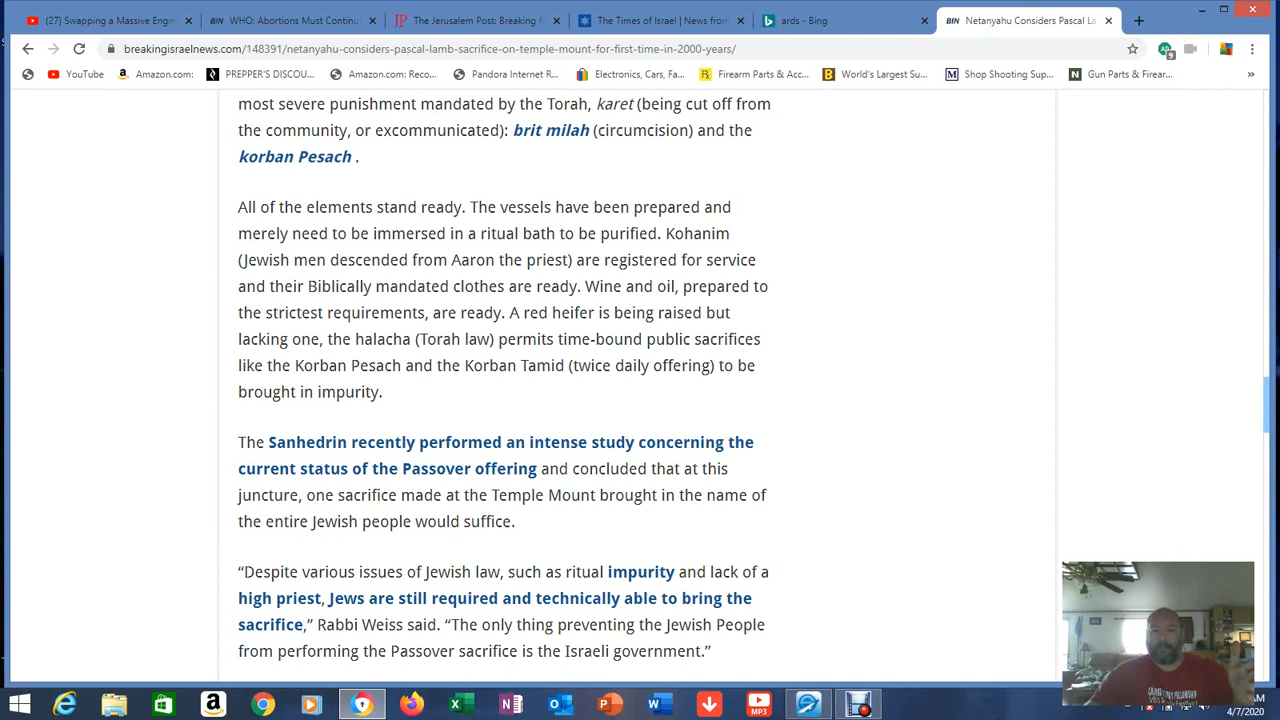 (27) Swapping a Massive Engin
BIN WHO: Abortions Must Continu
JP The Jerusalem Post: Breaking N
The Times of Israel | News from
ards - Bing
BIN Netanyahu Considers Pascal La
breakingisraelnews.com/148391/netanyahu-considers-pascal-lamb-sacrifice-on-temple-mount-for-first-time-in-2000-years/
YouTube
Amazon.com:
PREPPER'S DISCOU...
Amazon.com: Reco...
Pandora Internet R...
Electronics, Cars, Fa...
Firearm Parts & Acc...
World's Largest Su...
Shop Shooting Sup...
Gun Parts & Firear...
most severe punishment mandated by the Torah, karet (being cut off from
the community, or excommunicated): brit milah (circumcision) and the
korban Pesach .
All of the elements stand ready. The vessels have been prepared and
merely need to be immersed in a ritual bath to be purified. Kohanim
(Jewish men descended from Aaron the priest) are registered for service
and their Biblically mandated clothes are ready. Wine and oil, prepared to
the strictest requirements, are ready. A red heifer is being raised but
lacking one, the halacha (Torah law) permits time-bound public sacrifices
like the Korban Pesach and the Korban Tamid (twice daily offering) to be
brought in impurity.
The Sanhedrin recently performed an intense study concerning the
current status of the Passover offering and concluded that at this
juncture, one sacrifice made at the Temple Mount brought in the name of
the entire Jewish people would suffice.
“Despite various issues of Jewish law, such as ritual impurity and lack of a
high priest, Jews are still required and technically able to bring the
sacrifice,” Rabbi Weiss said. “The only thing preventing the Jewish People
from performing the Passover sacrifice is the Israeli government.”
MP3
AM
4/7/2020